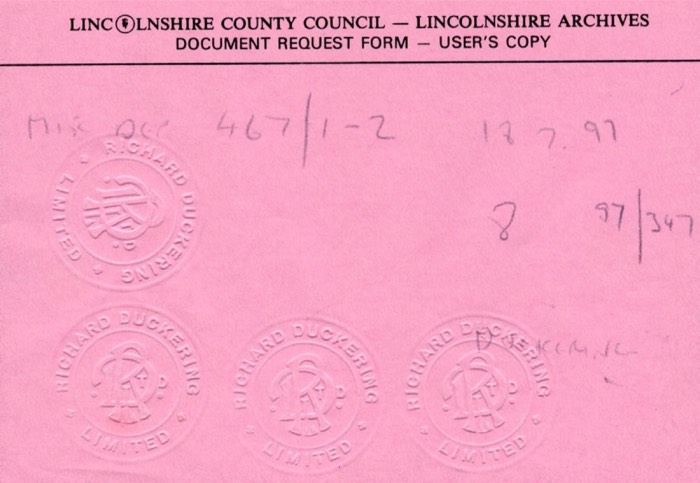 LINCOLNSHIRE COUNTY COUNCIL — LINCOLNSHIRE ARCHIVES
DOCUMENT REQUEST FORM — USER'S COPY
467/1-2 18 7. 97
8 97/347
RICHARD DUCKERING LIMITED
RICHARD DUCKERING LIMITED
RICHARD DUCKERING LIMITED
RICHARD DUCKERING LIMITED